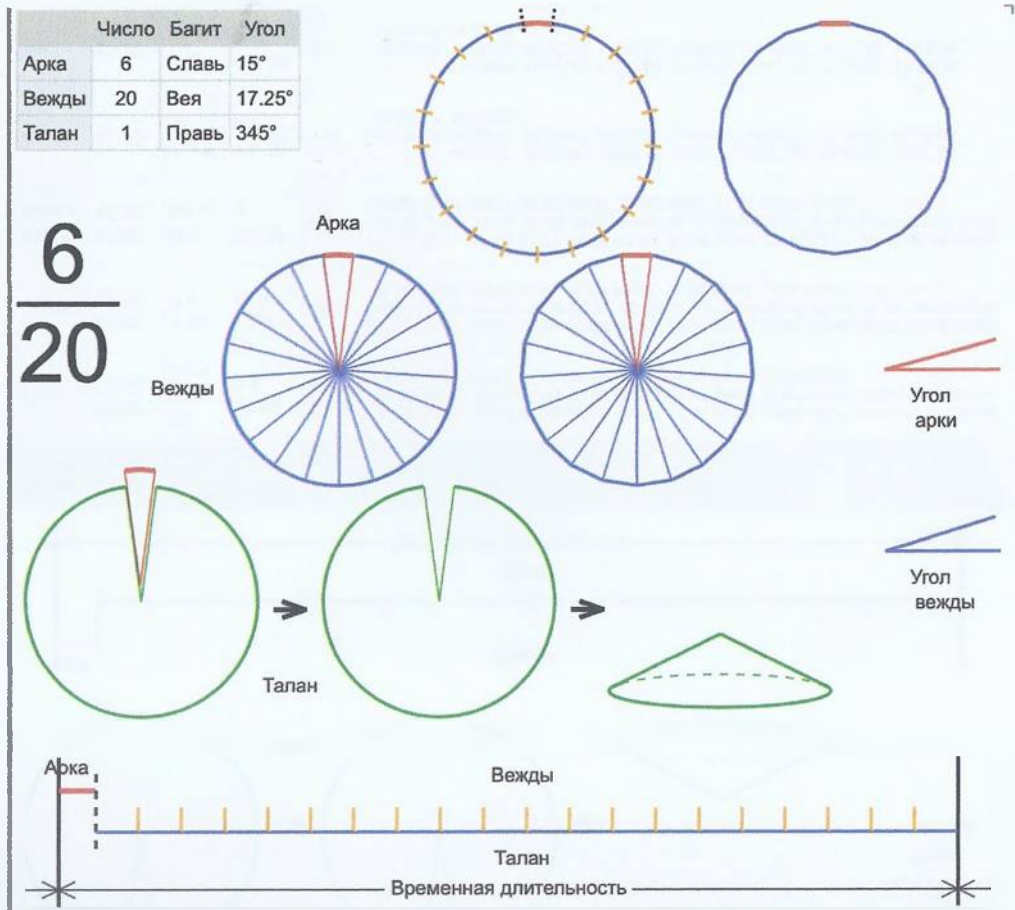 Число Багит Угол
Арка 6 Славь 15°
Вежды 20 Вея 17.25°
Талан 1 Правь 345°
6
20
Арка
Вежды
Угол
арки
Угол
вежды
Талан
Арка
Вежды
Талан
Временная длительность